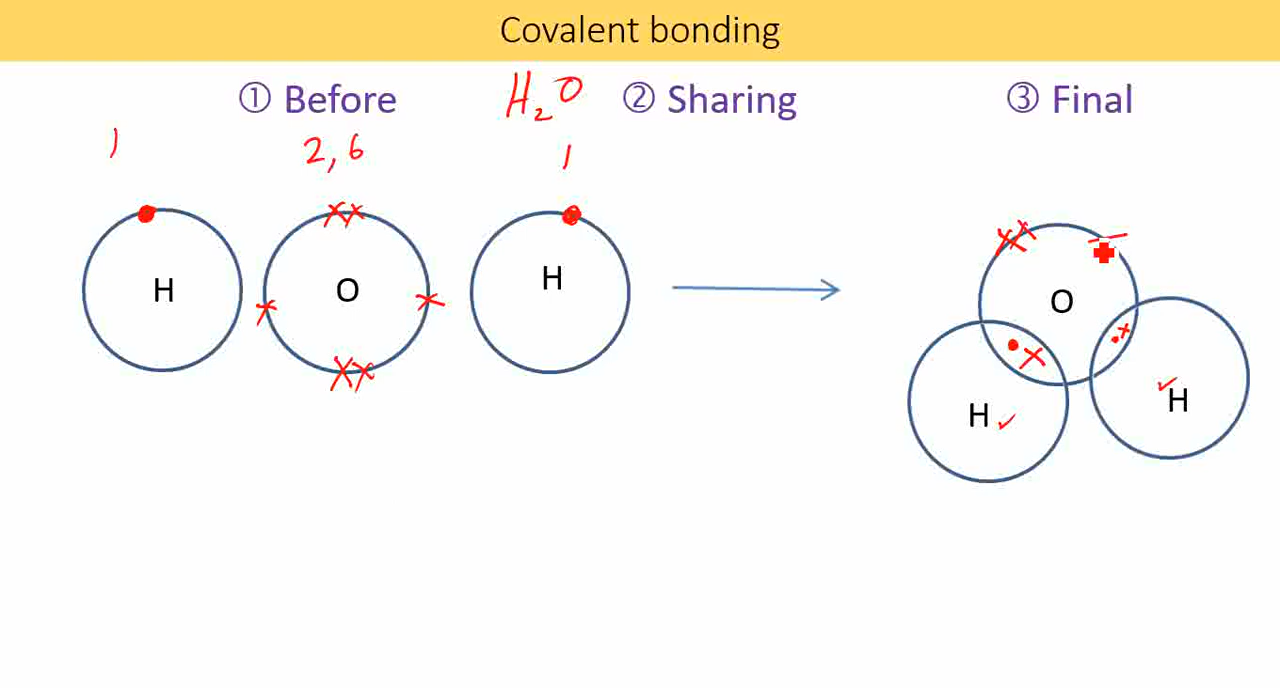 Covalent bonding
① Before
H₂O
② Sharing
③ Final
1
2,6
1
H
O
H
O
H
H